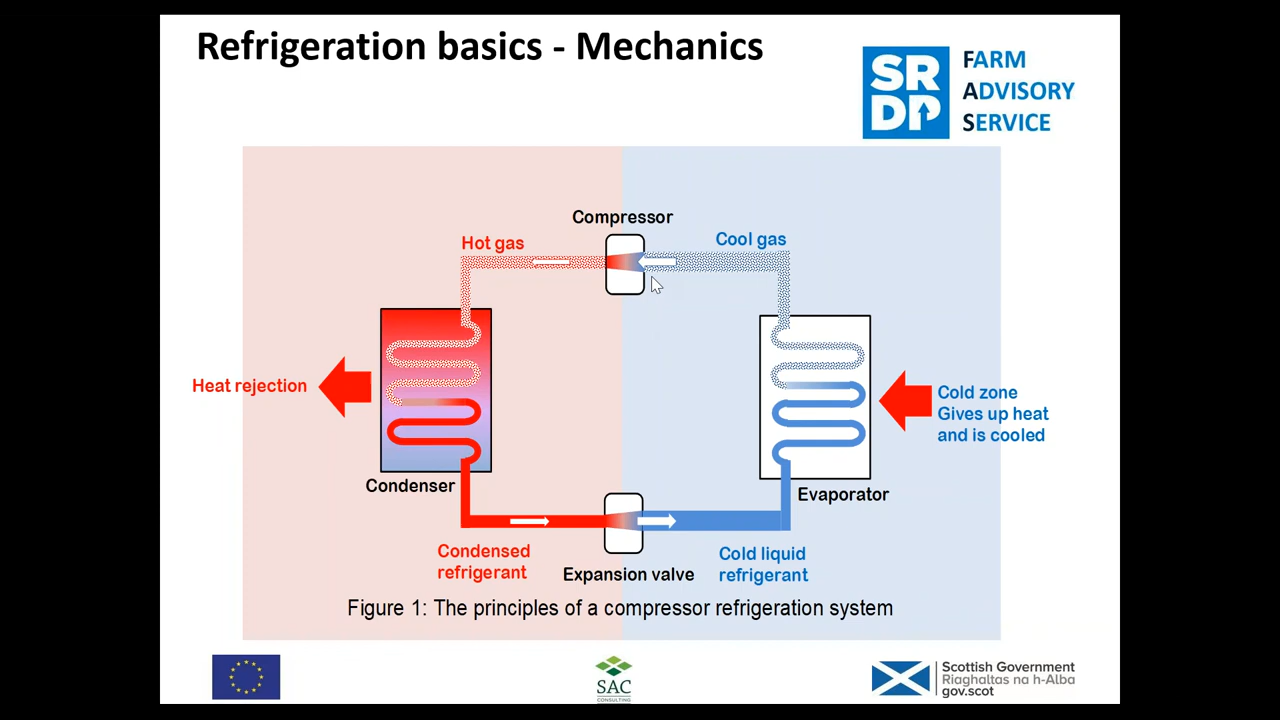 Refrigeration basics - Mechanics
SR
DP
FARM
ADVISORY
SERVICE
Compressor
Hot gas
Cool gas
Heat rejection
Cold zone
Gives up heat
and is cooled
Condenser
Evaporator
Condensed
refrigerant
Expansion valve
Cold liquid
refrigerant
Figure 1: The principles of a compressor refrigeration system
SAC
CONSULTING
Scottish Government
Riaghaltas na h-Alba
gov.scot